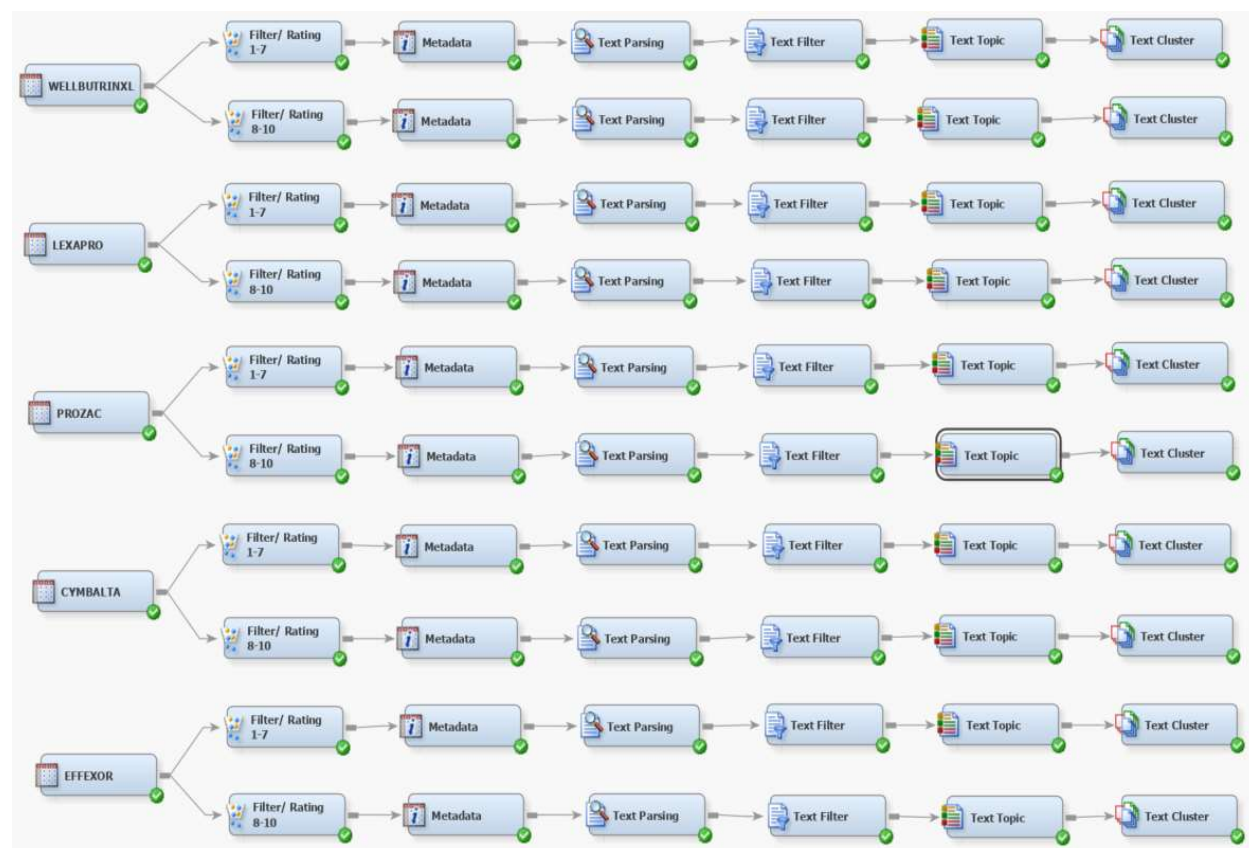 Filter/ Rating
1-7
Metadata
Text Parsing
Text Filter
Text Topic
Text Cluster
WELLBUTRINXL
Filter/ Rating
8-10
Metadata
Text Parsing
Text Filter
Text Topic
Text Cluster
Filter/ Rating
1-7
Metadata
Text Parsing
Text Filter
Text Topic
Text Cluster
LEXAPRO
Filter/ Rating
8-10
Metadata
Text Parsing
Text Filter
Text Topic
Text Cluster
Filter/ Rating
1-7
Metadata
Text Parsing
Text Filter
Text Topic
Text Cluster
PROZAC
Filter/ Rating
8-10
Metadata
Text Parsing
Text Filter
Text Topic
Text Cluster
Filter/ Rating
1-7
Metadata
Text Parsing
Text Filter
Text Topic
Text Cluster
CYMBALTA
Filter/ Rating
8-10
Metadata
Text Parsing
Text Filter
Text Topic
Text Cluster
Filter/ Rating
1-7
Metadata
Text Parsing
Text Filter
Text Topic
Text Cluster
EFFEXOR
Filter/ Rating
8-10
Metadata
Text Parsing
Text Filter
Text Topic
Text Cluster